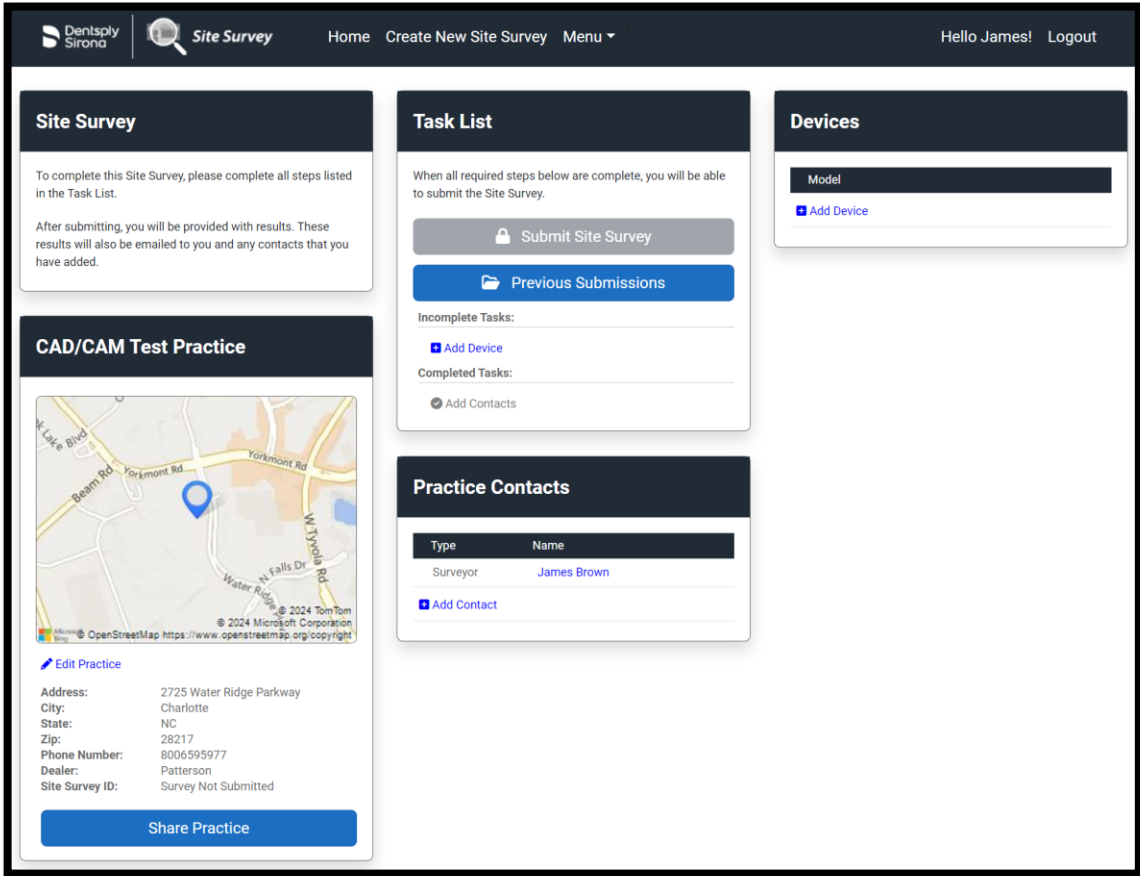 Dentsply
Sirona
Site Survey
Home Create New Site Survey Menu
Hello James! Logout
Site Survey
To complete this Site Survey, please complete all steps listed
in the Task List.
After submitting, you will be provided with results. These
results will also be emailed to you and any contacts that you
have added.
CAD/CAM Test Practice
Lake Blvd
Beam Rd
Yorkmont Rd
Yorkmont Rd
W Tyvola Rd
N Falls Dr
Water Ridge
© 2024 TomTom
© 2024 Microsoft Corporation
Microsoft
Bing
© OpenStreetMap https://www.openstreetmap.org/copyright
Edit Practice
Address: 2725 Water Ridge Parkway
City: Charlotte
State: NC
Zip: 28217
Phone Number: 8006595977
Dealer: Patterson
Site Survey ID: Survey Not Submitted
Share Practice
Task List
When all required steps below are complete, you will be able
to submit the Site Survey.
Submit Site Survey
Previous Submissions
Incomplete Tasks:
Add Device
Completed Tasks:
Add Contacts
Practice Contacts
Type Name
Surveyor James Brown
Add Contact
Devices
Model
Add Device